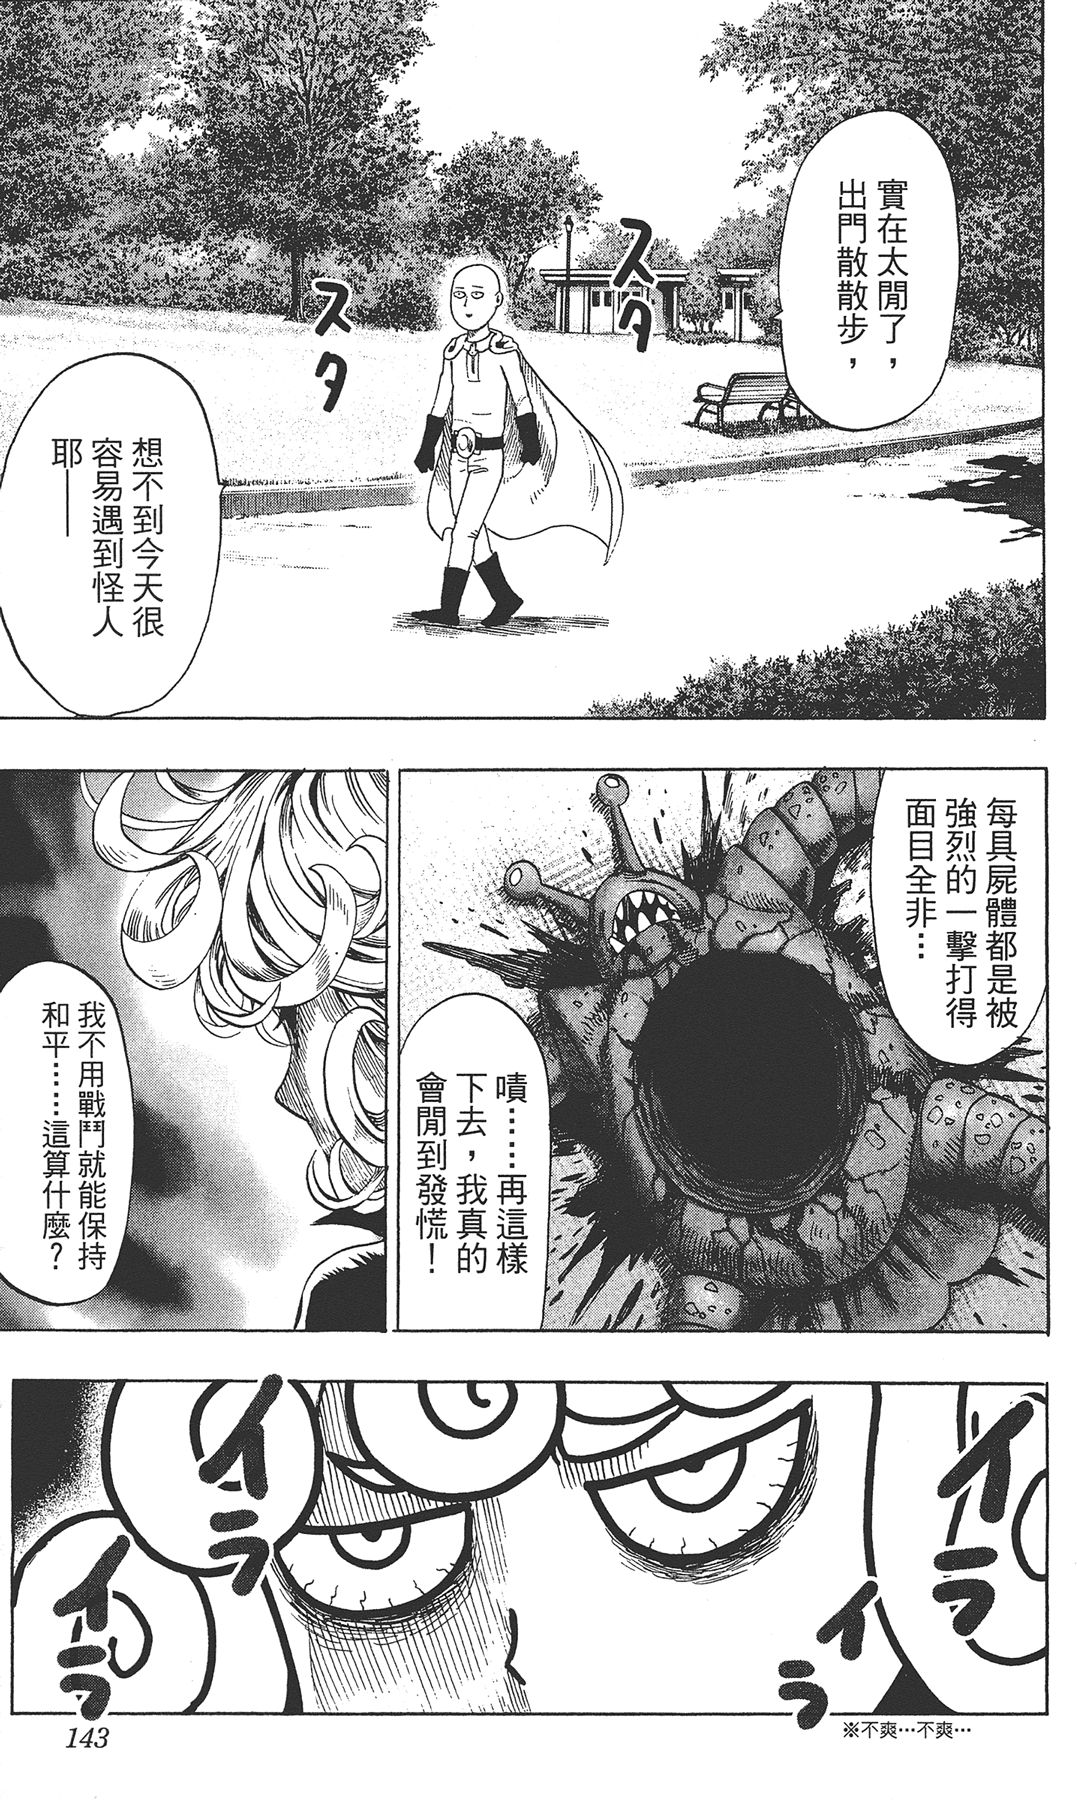 實在太閒了，
出門散散步，
スタ
スタ
想不到今天很
容易遇到怪人
耶——
每具屍體都是被
強烈的一擊打得
面目全非…
嘖……再這樣
下去，我真的
會閒到發慌！
我不用戰鬥就能保持
和平……這算什麼？
イラ
イラ
イラ
イラ
※不爽…不爽…
143